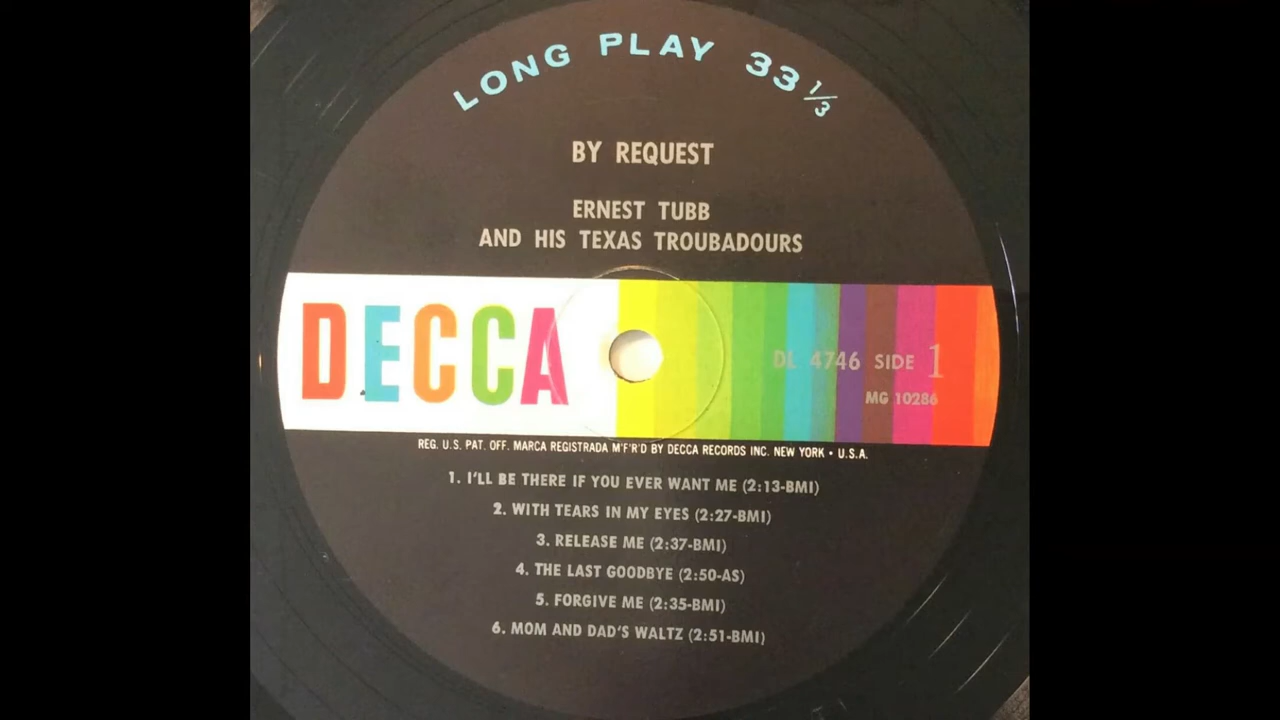 LONG PLAY 33 1/3
BY REQUEST
ERNEST TUBB
AND HIS TEXAS TROUBADOURS
DECCA
DL 4746 SIDE 1
MG 10286
REG. U.S. PAT. OFF. MARCA REGISTRADA M'F'R'D BY DECCA RECORDS INC. NEW YORK • U.S.A.
1. I'LL BE THERE IF YOU EVER WANT ME (2:13-BMI)
2. WITH TEARS IN MY EYES (2:27-BMI)
3. RELEASE ME (2:37-BMI)
4. THE LAST GOODBYE (2:50-AS)
5. FORGIVE ME (2:35-BMI)
6. MOM AND DAD'S WALTZ (2:51-BMI)